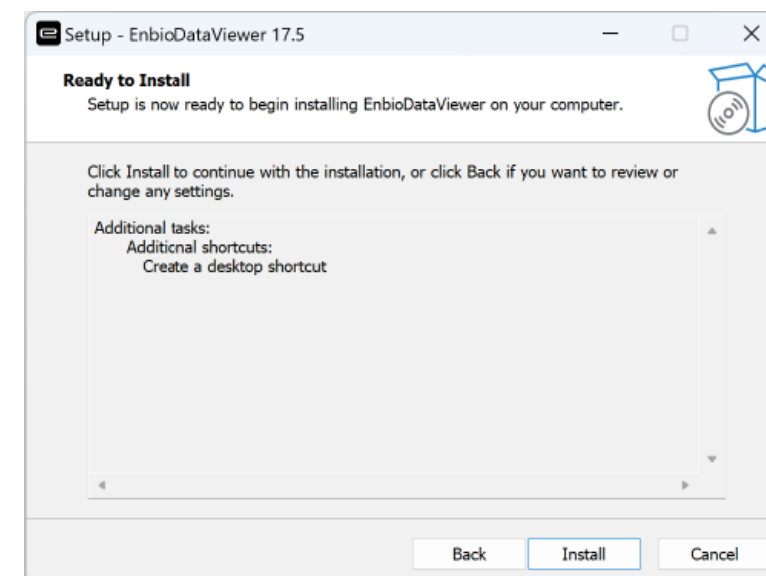 Setup - EnbioDataViewer 17.5
Ready to Install
Setup is now ready to begin installing EnbioDataViewer on your computer.
Click Install to continue with the installation, or click Back if you want to review or
change any settings.
Additional tasks:
Additicnal shortcuts:
Create a desktop shortcut
Back
Install
Cancel